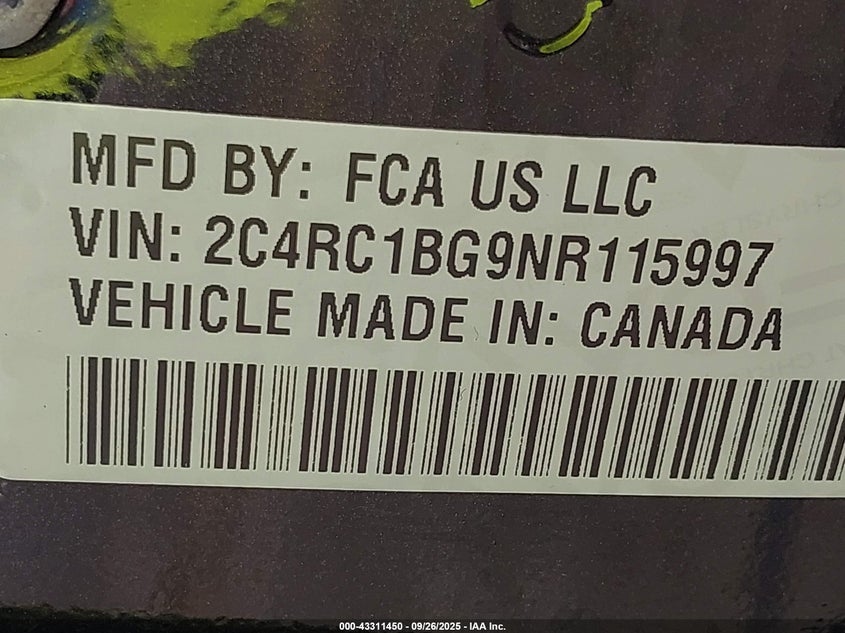 MFD BY: FCA US LLC
VIN: 2C4RC1BG9NR115997
VEHICLE MADE IN: CANADA
000-43311450 - 09/26/2025 - IAA Inc.